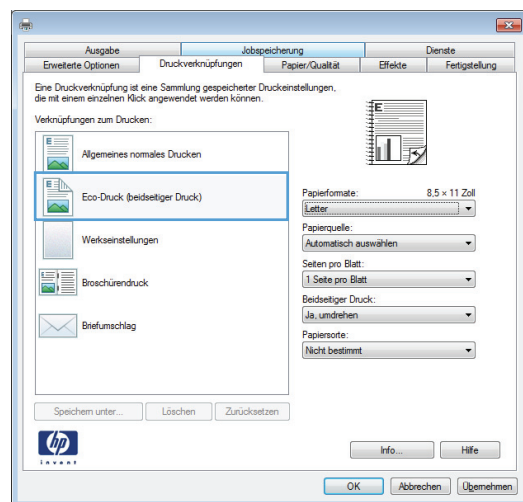 Ausgabe Jobspeicherung Dienste
Erweiterte Optionen Druckverknüpfungen Papier/Qualität Effekte Fertigstellung
Eine Druckverknüpfung ist eine Sammlung gespeicherter Druckeinstellungen,
die mit einem einzelnen Klick angewendet werden können.
Verknüpfungen zum Drucken:
E
Allgemeines normales Drucken
E
Eco-Druck (beidseitiger Druck)
Werkseinstellungen
E
Broschürendruck
Briefumschlag
Speichern unter... Löschen Zurücksetzen
E
Papierformate: 8,5 × 11 Zoll
Letter
Papierquelle:
Automatisch auswählen
Seiten pro Blatt:
1 Seite pro Blatt
Beidseitiger Druck:
Ja, umdrehen
Papiersorte:
Nicht bestimmt
hp
invent
Info... Hilfe
OK Abbrechen Übernehmen